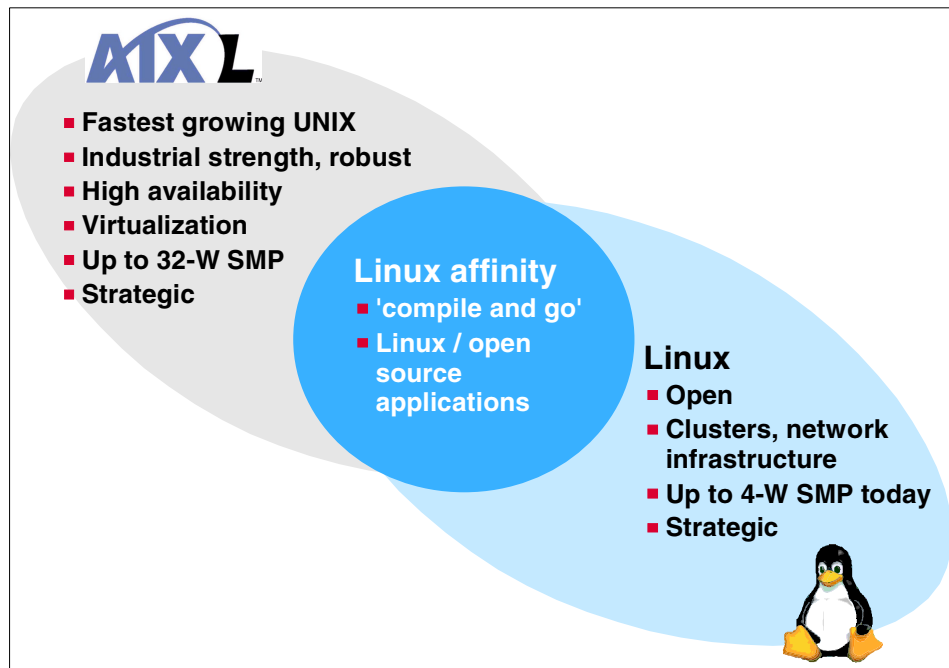 AIX L™
Fastest growing UNIX
Industrial strength, robust
High availability
Virtualization
Up to 32-W SMP
Strategic
Linux affinity
'compile and go'
Linux / open
source
applications
Linux
Open
Clusters, network
infrastructure
Up to 4-W SMP today
Strategic